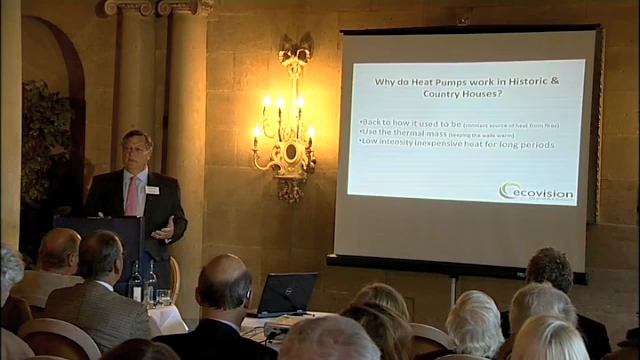 Why do Heat Pumps work in Historic &
Country Houses?
•Back to how it used to be (constant source of heat from fires)
•Use the thermal mass (keeping the walls warm)
•Low intensity inexpensive heat for long periods
ecovision